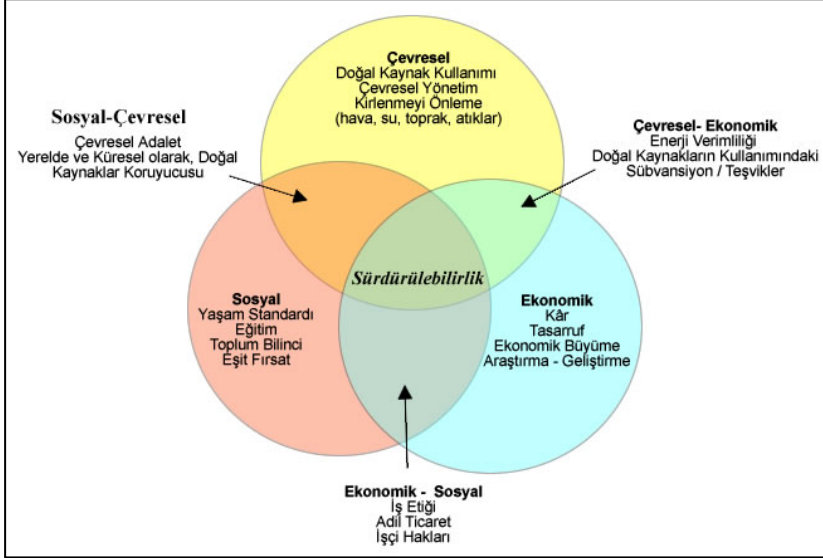 Çevresel
Doğal Kaynak Kullanımı
Çevresel Yönetim
Kirlenmeyi Önleme
(hava, su, toprak, atıklar)
Sosyal-Çevresel
Çevresel Adalet
Yerelde ve Küresel olarak, Doğal
Kaynaklar Koruyucusu
Çevresel- Ekonomik
Enerji Verimliliği
Doğal Kaynakların Kullanımındaki
Sübvansiyon / Teşvikler
Sürdürülebilirlik
Sosyal
Yaşam Standardı
Eğitim
Toplum Bilinci
Eşit Fırsat
Ekonomik
Kâr
Tasarruf
Ekonomik Büyüme
Araştırma - Geliştirme
Ekonomik - Sosyal
İş Etiği
Adil Ticaret
İşçi Hakları